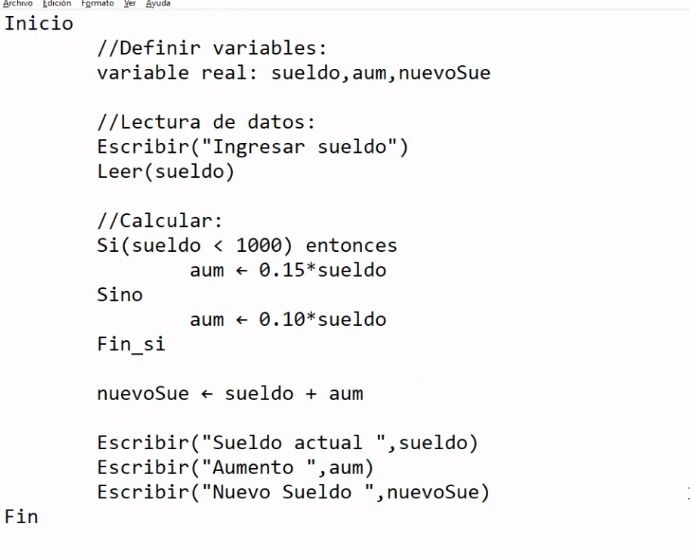 Archivo Edición Formato Ver Ayuda
Inicio
//Definir variables:
variable real: sueldo,aum,nuevoSue
//Lectura de datos:
Escribir("Ingresar sueldo")
Leer(sueldo)
//Calcular:
Si(sueldo < 1000) entonces
aum ← 0.15*sueldo
Sino
aum ← 0.10*sueldo
Fin_si
nuevoSue ← sueldo + aum
Escribir("Sueldo actual ",sueldo)
Escribir("Aumento ",aum)
Escribir("Nuevo Sueldo ",nuevoSue)
Fin